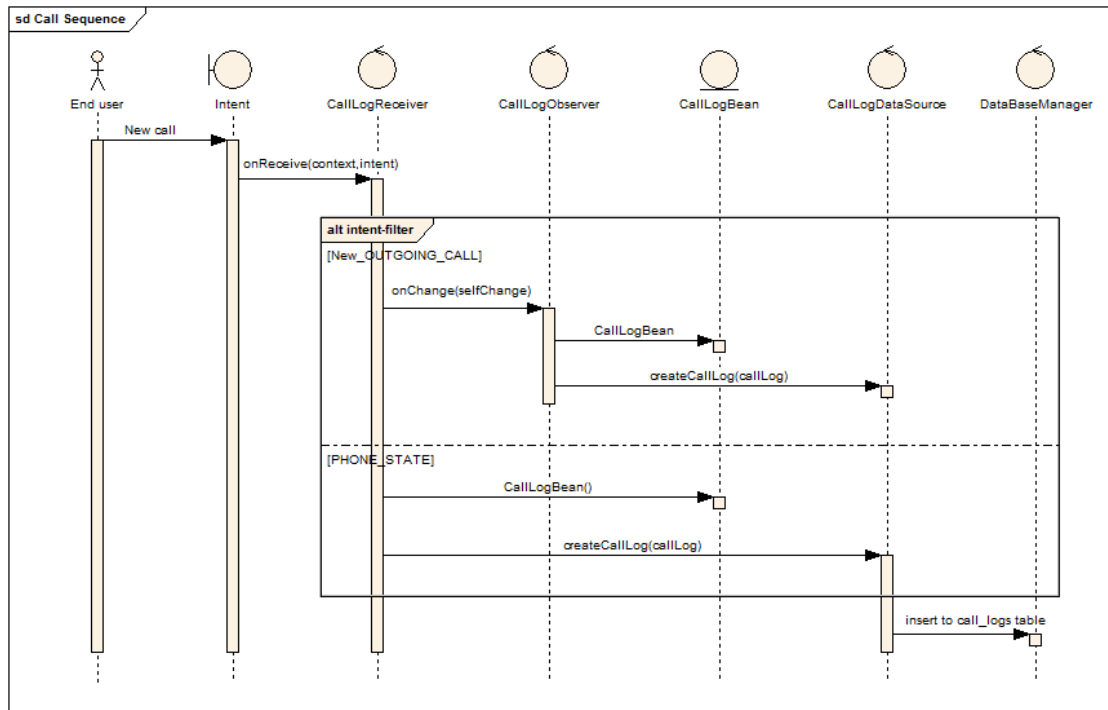 sd Call Sequence
End user
Intent
CallLogReceiver
CallLogObserver
CallLogBean
CallLogDataSource
DataBaseManager
New call
onReceive(context,intent)
alt intent-filter
[New_OUTGOING_CALL]
onChange(selfChange)
CallLogBean
createCallLog(callLog)
[PHONE_STATE]
CallLogBean()
createCallLog(callLog)
insert to call_logs table